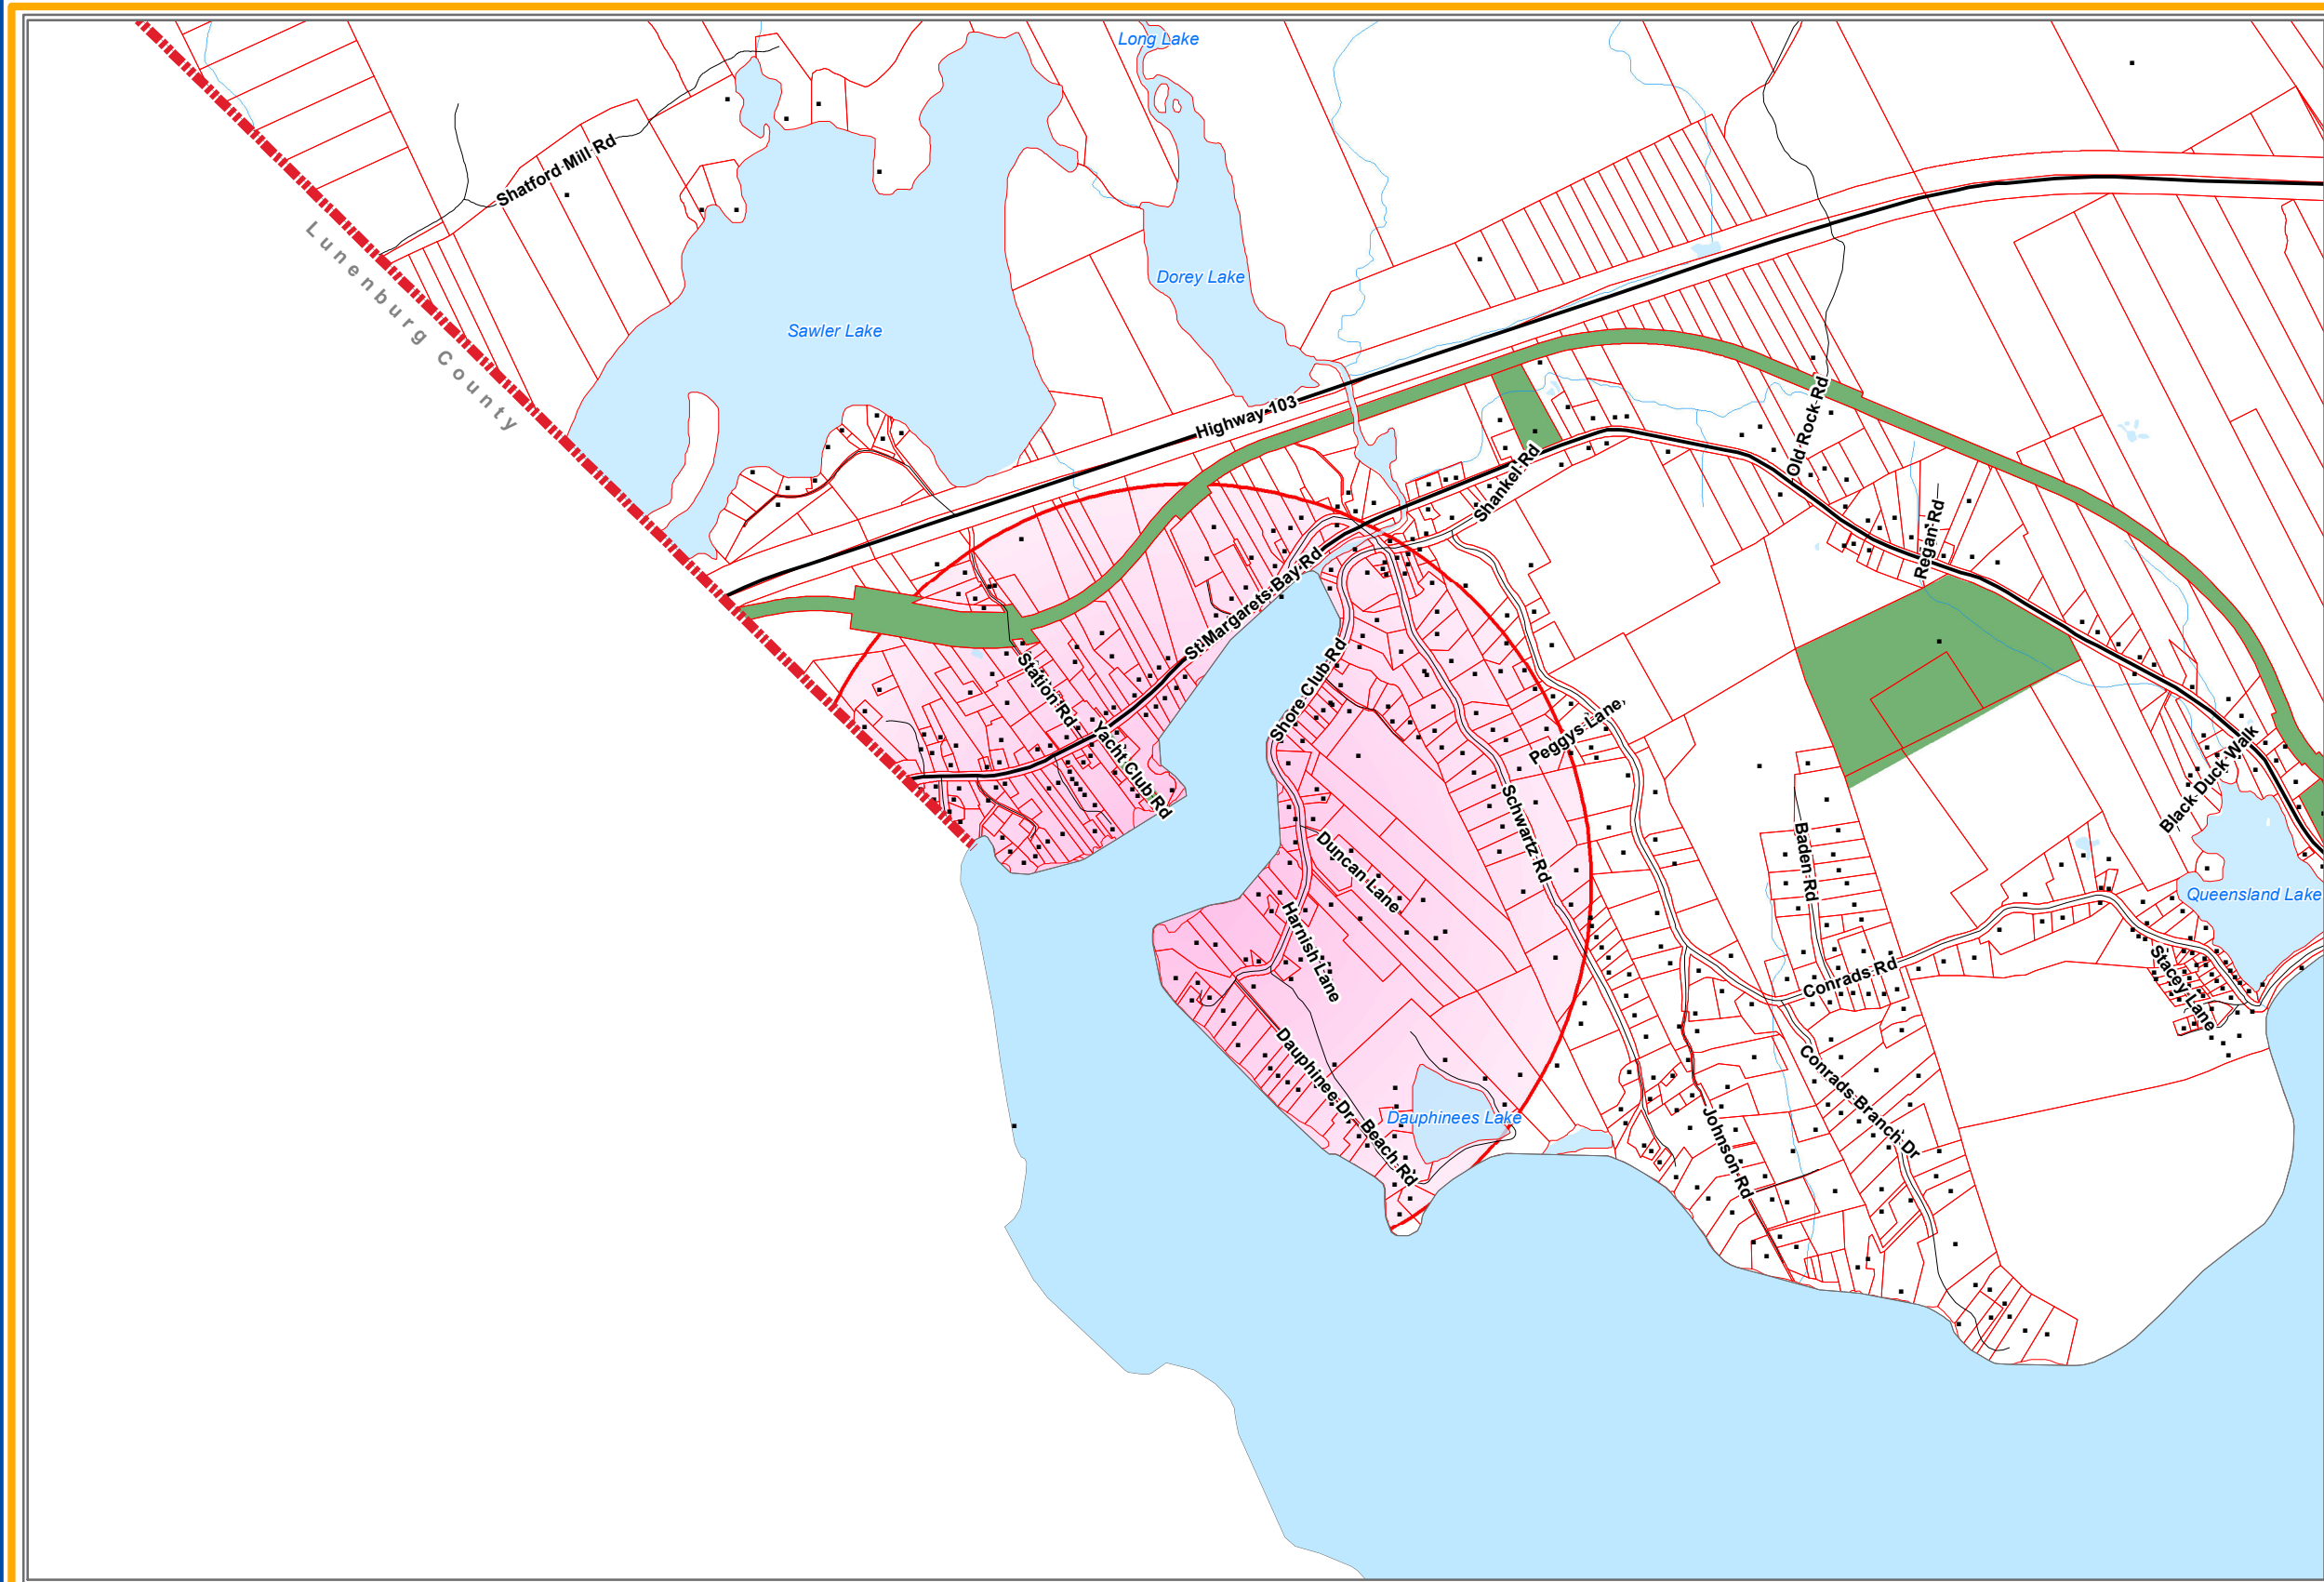 Long Lake
Shatford Mill Rd
Lunenburg County
Dorey Lake
Sawler Lake
Highway 103
Old Rock Rd
Shankel Rd
Regan Rd
St Margarets Bay Rd
Station Rd
Shore Club Rd
Peggys Lane
Yacht Club Rd
Black Duck Walk
Schwartz Rd
Baden Rd
Duncan Lane
Queensland Lake
Harnish Lane
Conrads Rd
Stacey Lane
Dauphine Dr
Conrads Branch Dr
Dauphinees Lake
Beach Rd
Johnson Rd